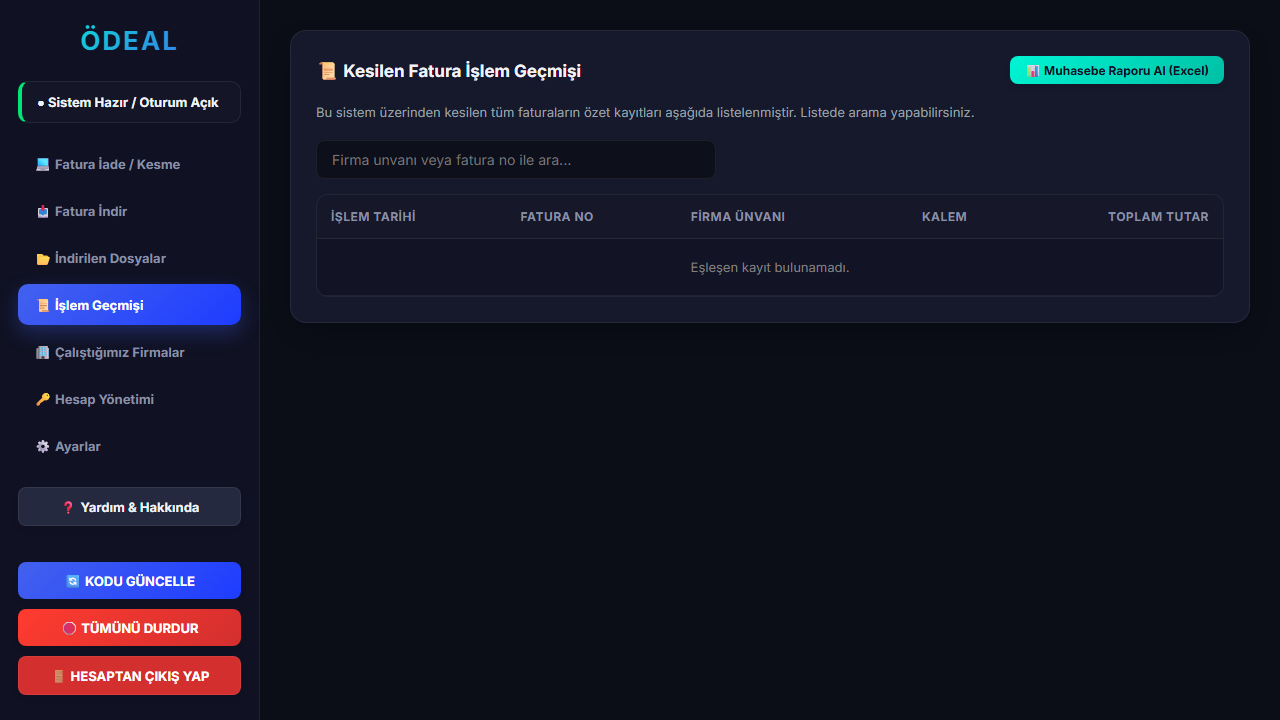 ÖDEAL
● Sistem Hazır / Oturum Açık
Fatura İade / Kesme
Fatura İndir
İndirilen Dosyalar
İşlem Geçmişi
Çalıştığımız Firmalar
Hesap Yönetimi
Ayarlar
❓ Yardım & Hakkında
KODU GÜNCELLE
TÜMÜNÜ DURDUR
HESAPTAN ÇIKIŞ YAP
Kesilen Fatura İşlem Geçmişi
Muhasebe Raporu Al (Excel)
Bu sistem üzerinden kesilen tüm faturaların özet kayıtları aşağıda listelenmiştir. Listede arama yapabilirsiniz.
Firma unvanı veya fatura no ile ara...
İŞLEM TARİHİ FATURA NO FİRMA ÜNVANI KALEM TOPLAM TUTAR
Eşleşen kayıt bulunamadı.